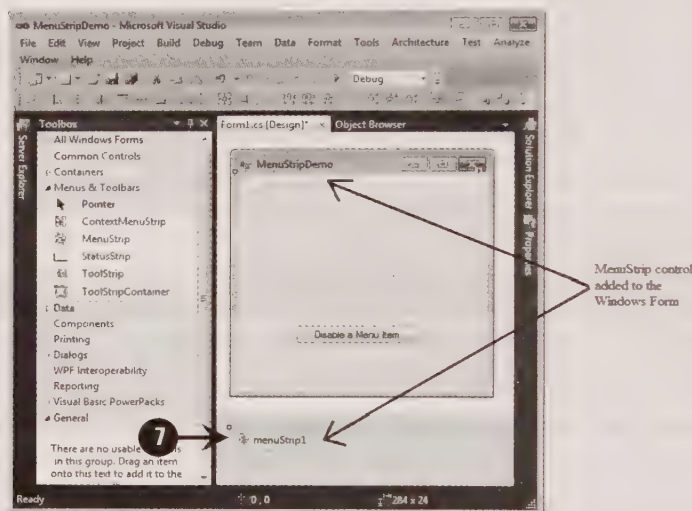 MenuStripDemo - Microsoft Visual Studio
File Edit View Project Build Debug Team Data Format Tools Architecture Test Analyze
Window Help
Debug
Server Explorer
Toolbox
All Windows Forms
Common Controls
Containers
Menus & Toolbars
Pointer
ContextMenuStrip
MenuStrip
StatusStrip
ToolStrip
ToolStripContainer
Data
Components
Printing
Dialogs
WPF Interoperability
Reporting
Visual Basic PowerPacks
General
There are no usable
in this group. Drag an item
onto this text to add it to the
Form1.cs [Design]* × Object Browser
MenuStripDemo
Disable a Menu Item
7
menuStrip1
Solution Explorer
Properties
MenuStrip control
added to the
Windows Form
Ready
0 , 0
284 x 24